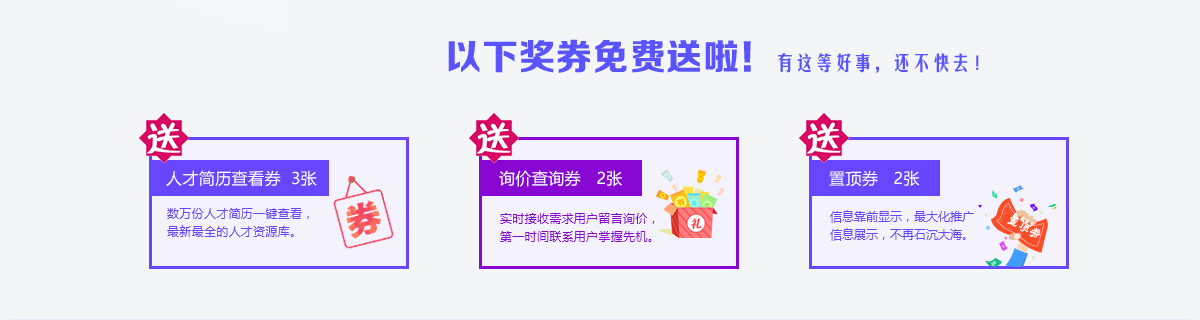 以下奖券免费送啦! 有这等好事，还不快去!
送
人才简历查看券 3张
数万份人才简历一键查看，
最新最全的人才资源库。
券
送
询价查询券 2张
实时接收需求用户留言询价，
第一时间联系用户掌握先机。
礼
送
置顶券 2张
信息靠前显示，最大化推广
信息展示，不再石沉大海。